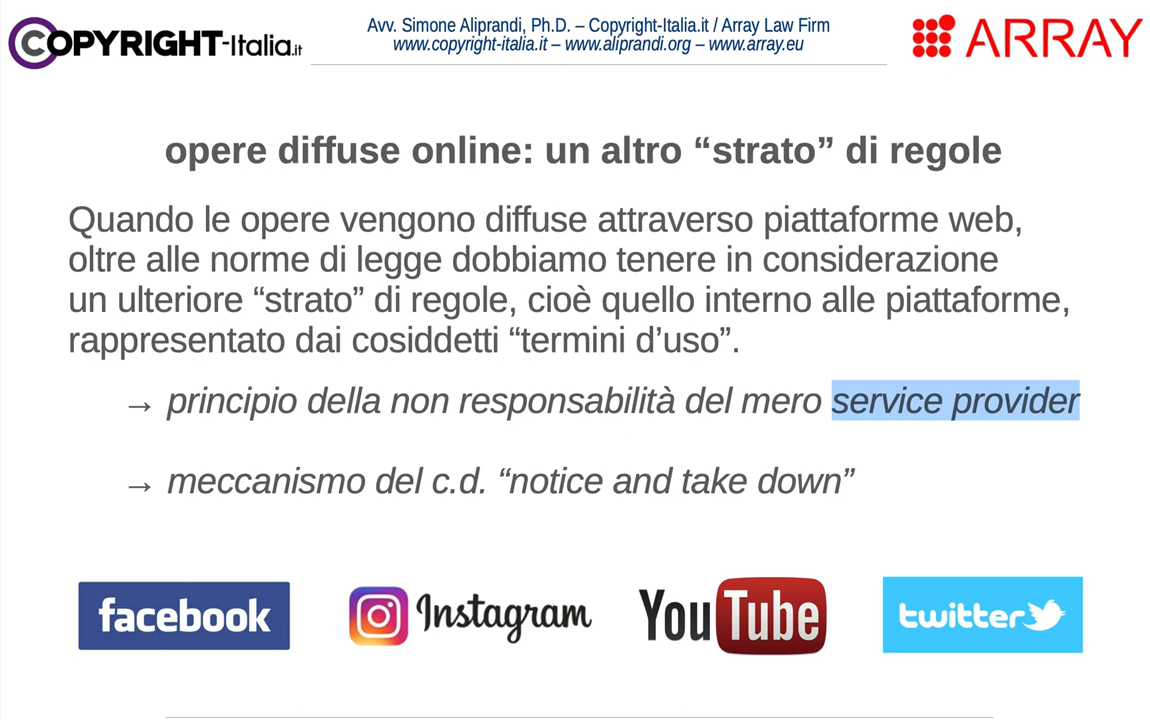 COPYRIGHT-Italia.it
Avv. Simone Aliprandi, Ph.D. – Copyright-Italia.it / Array Law Firm
www.copyright-italia.it – www.aliprandi.org – www.array.eu
ARRAY
opere diffuse online: un altro “strato” di regole
Quando le opere vengono diffuse attraverso piattaforme web,
oltre alle norme di legge dobbiamo tenere in considerazione
un ulteriore “strato” di regole, cioè quello interno alle piattaforme,
rappresentato dai cosiddetti “termini d’uso”.
→ principio della non responsabilità del mero service provider
→ meccanismo del c.d. “notice and take down”
facebook
Instagram
YouTube
twitter